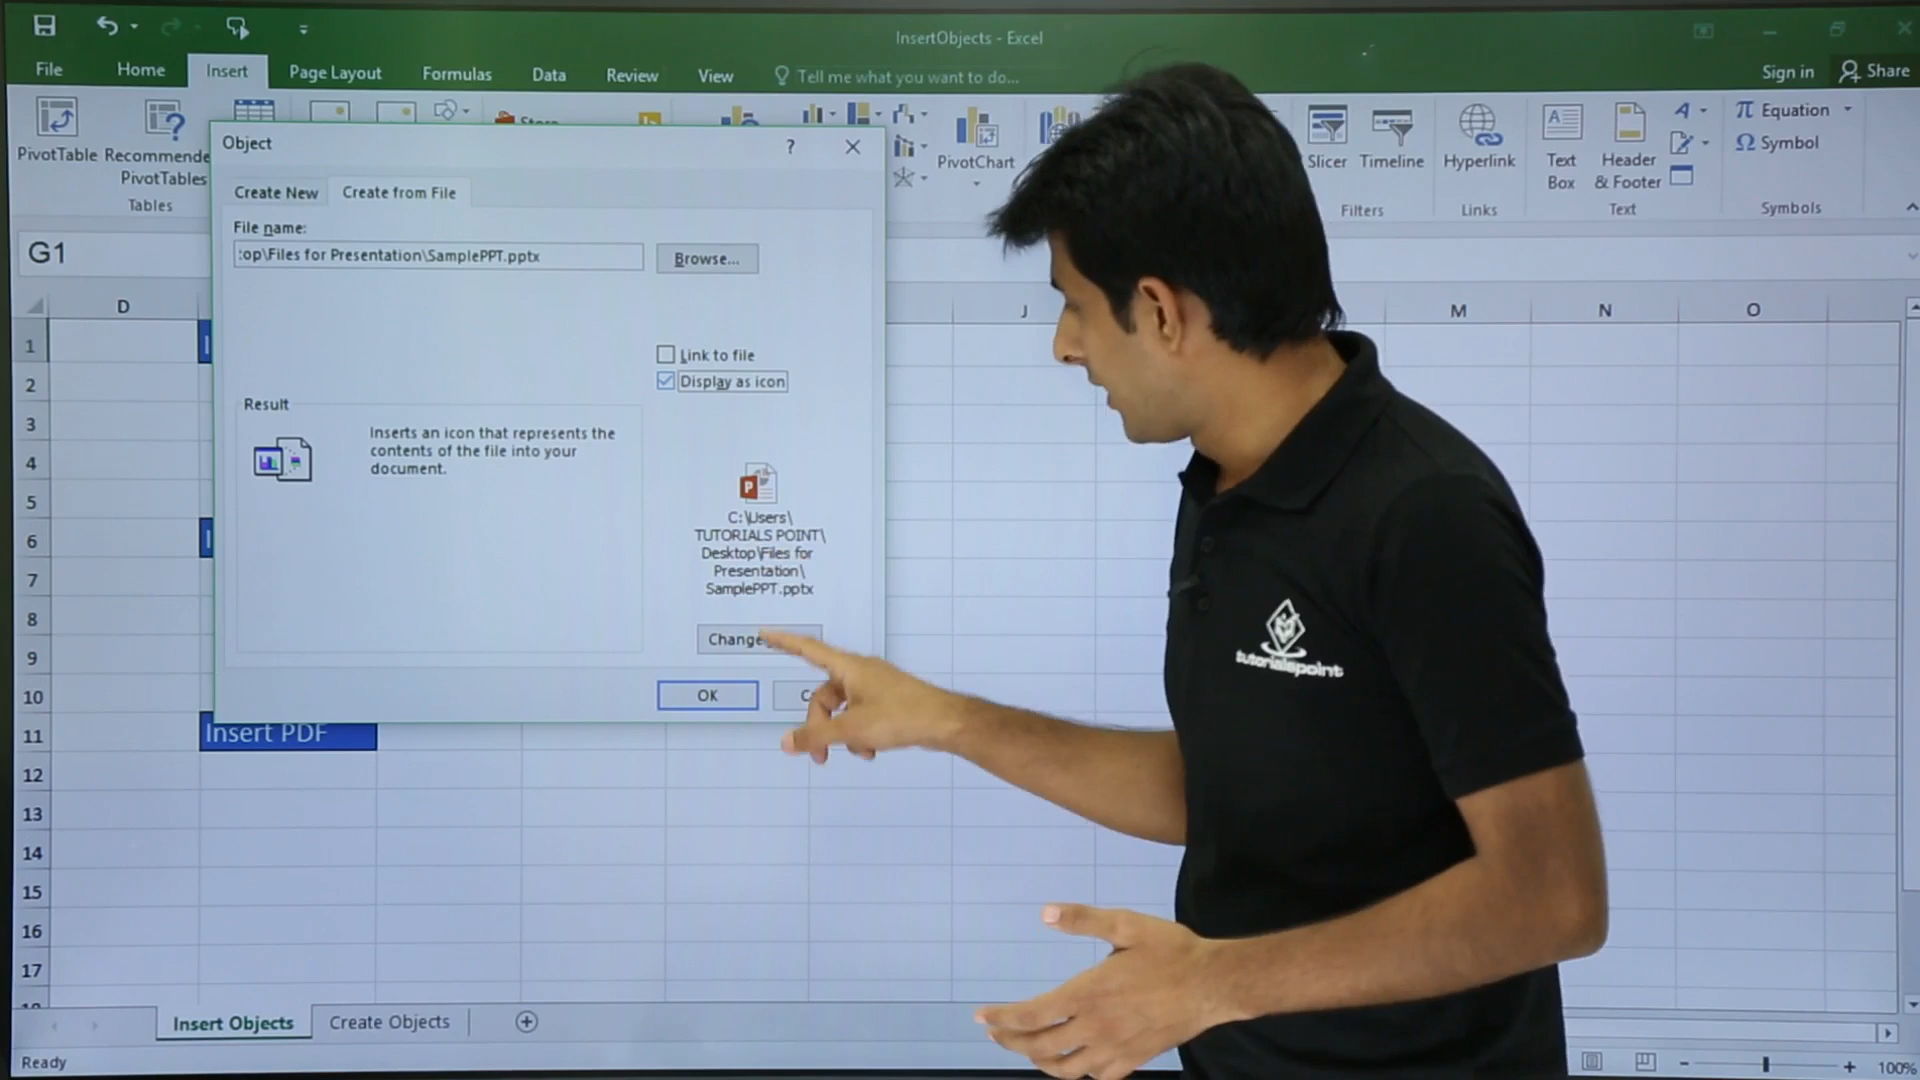 InsertObjects - Excel
File
Home
Insert
Page Layout
Formulas
Data
Review
View
Tell me what you want to do...
Sign in
Share
PivotTable
Recommende
PivotTables
Tables
PivotChart
Slicer
Timeline
Filters
Hyperlink
Links
Text
Box
Header
& Footer
Text
Equation
Symbol
Symbols
Object
?
Create New
Create from File
File name:
:op\Files for Presentation\SamplePPT.pptx
Browse...
Link to file
Display as icon
Result
Inserts an icon that represents the
contents of the file into your
document.
C:\Users\
TUTORIALS POINT\
Desktop\Files for
Presentation\
SamplePPT.pptx
Change
OK
G1
D
J
M
N
O
1
2
3
4
5
6
7
8
9
10
11
12
13
14
15
16
17
Insert PDF
tutorialspoint
Insert Objects
Create Objects
Ready
100%